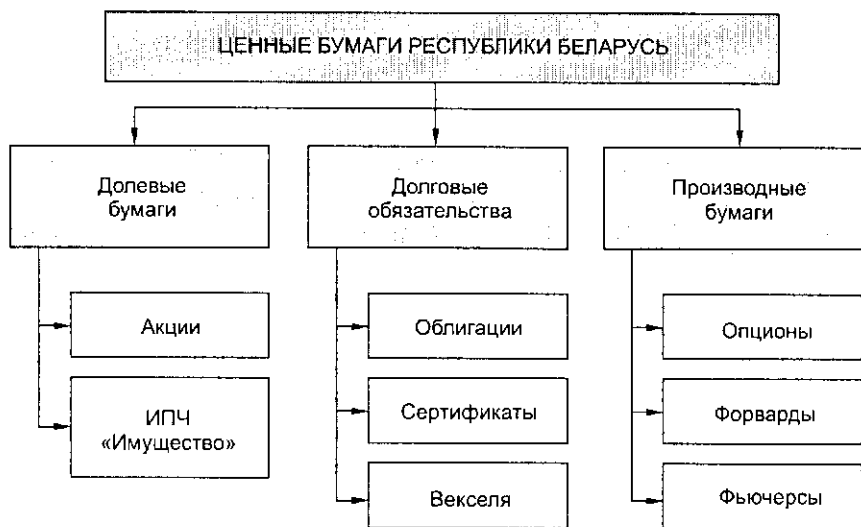 ЦЕННЫЕ БУМАГИ РЕСПУБЛИКИ БЕЛАРУСЬ
Долевые
бумаги
Долговые
обязательства
Производные
бумаги
Акции
ИПЧ
«Имущество»
Облигации
Сертификаты
Векселя
Опционы
Форварды
Фьючерсы